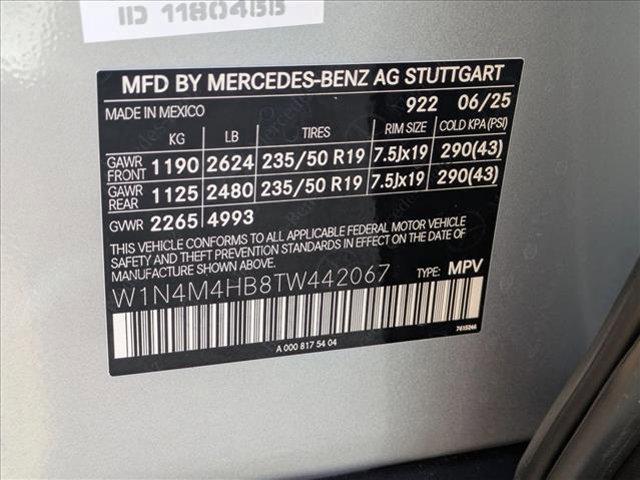 ID 11804BB
MFD BY MERCEDES-BENZ AG STUTTGART
MADE IN MEXICO 922 06/25
KG LB TIRES RIM SIZE COLD KPA(PSI)
GAWR FRONT 1190 2624 235/50 R19 7.5Jx19 290(43)
GAWR REAR 1125 2480 235/50 R19 7.5Jx19 290(43)
GVWR 2265 4993
THIS VEHICLE CONFORMS TO ALL APPLICABLE FEDERAL MOTOR VEHICLE
SAFETY, BUMPER, AND THEFT PREVENTION STANDARDS IN EFFECT ON THE
DATE OF MANUFACTURE SHOWN ABOVE.
W1N4M4HB8TW442067 TYPE: MPV
A 000 817 54 04